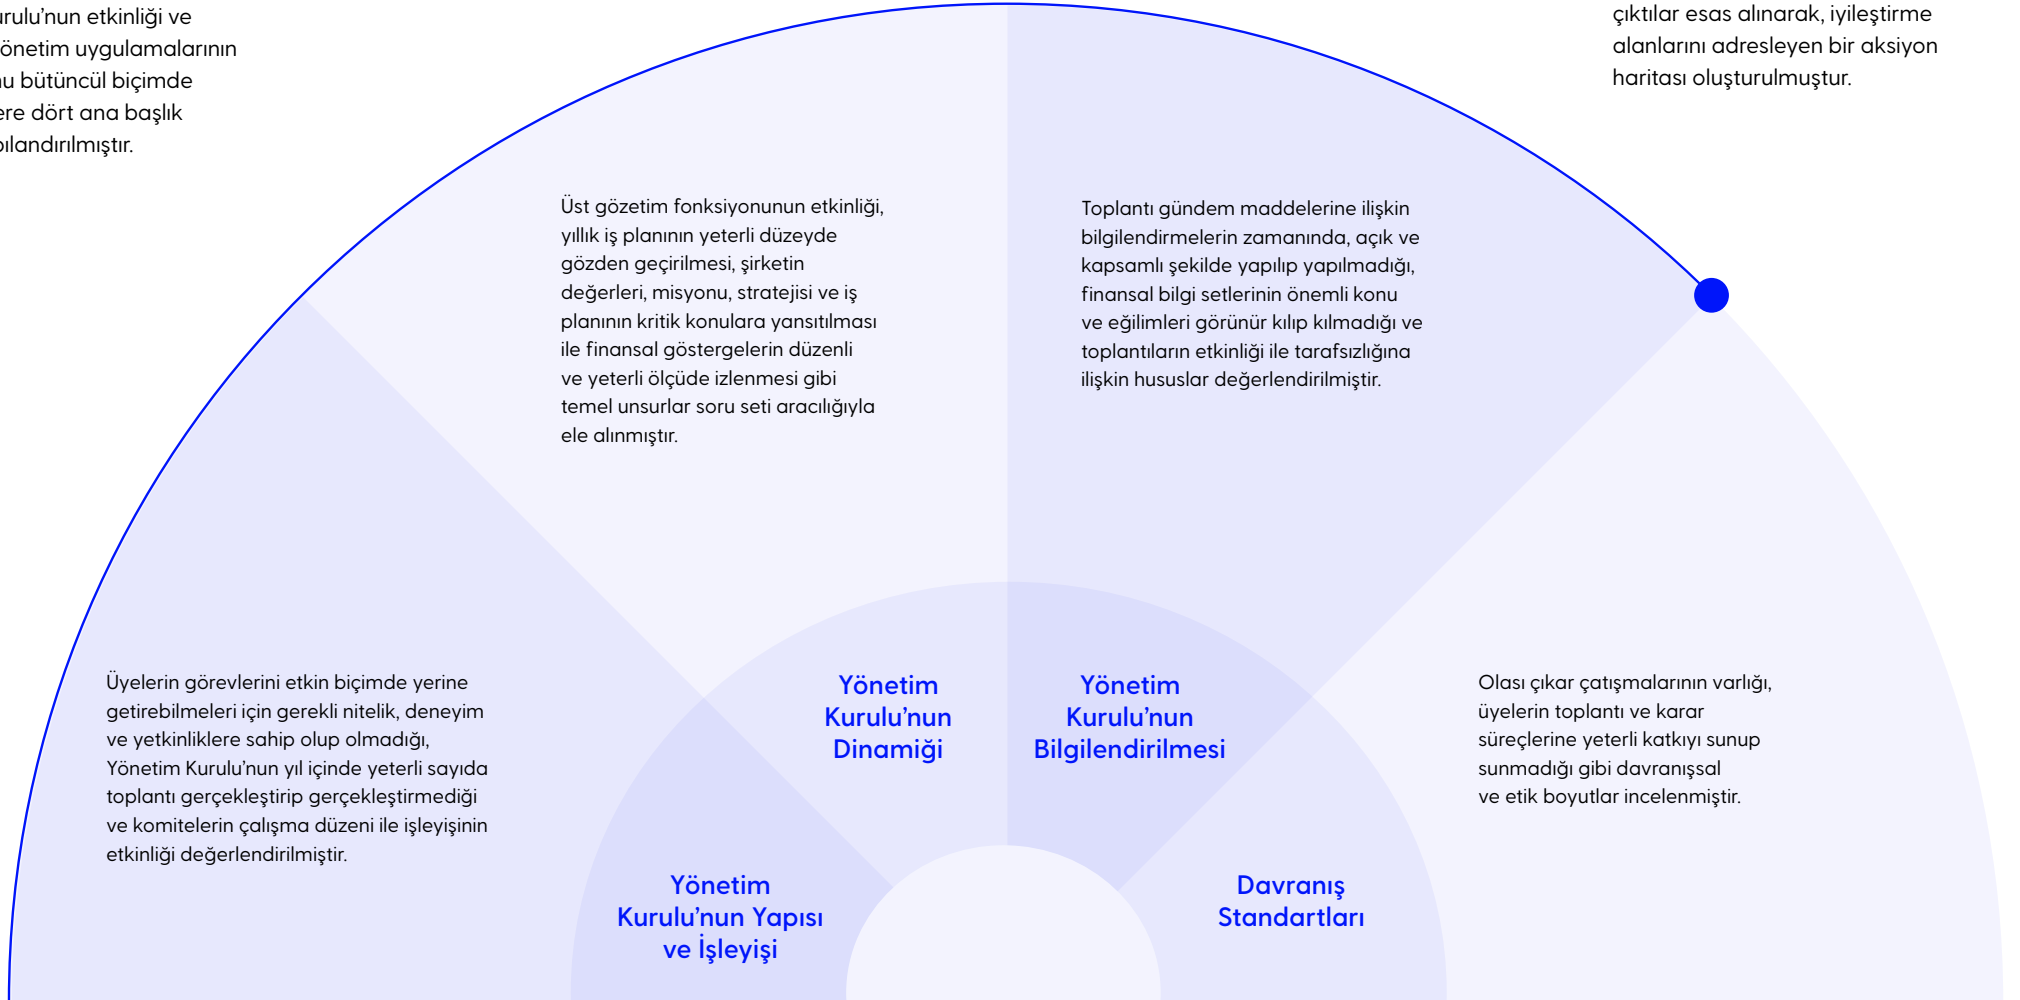 önetim uygulamalarının
bütüncül biçimde
dört ana başlık
çıktılar esas alınarak, iyileştirme
alanlarını adresleyen bir aksiyon
haritası oluşturulmuştur.
Üst gözetim fonksiyonunun etkinliği,
yıllık iş planının yeterli düzeyde
gözden geçirilmesi, şirketin
değerleri, misyonu, stratejisi ve iş
planının kritik konulara yansıtılması
ile finansal göstergelerin düzenli
ve yeterli ölçüde izlenmesi gibi
temel unsurlar soru seti aracılığıyla
ele alınmıştır.
Toplantı gündem maddelerine ilişkin
bilgilendirmelerin zamanında, açık ve
kapsamlı şekilde yapılıp yapılmadığı,
finansal bilgi setlerinin önemli konu
ve eğilimleri görünür kılıp kılmadığı ve
toplantıların etkinliği ile tarafsızlığına
ilişkin hususlar değerlendirilmiştir.
Üyelerin görevlerini etkin biçimde yerine
getirebilmeleri için gerekli nitelik, deneyim
ve yetkinliklere sahip olup olmadığı,
Yönetim Kurulu’nun yıl içinde yeterli sayıda
toplantı gerçekleştirip gerçekleştirmediği
ve komitelerin çalışma düzeni ile işleyişinin
etkinliği değerlendirilmiştir.
Yönetim
Kurulu’nun
Dinamiği
Yönetim
Kurulu’nun
Bilgilendirilmesi
Olası çıkar çatışmalarının varlığı,
üyelerin toplantı ve karar
süreçlerine yeterli katkıyı sunup
sunmadığı gibi davranışsal
ve etik boyutlar incelenmiştir.
Yönetim
Kurulu’nun Yapısı
ve İşleyişi
Davranış
Standartları